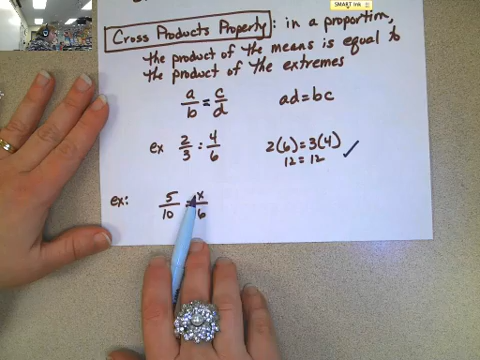 SMART Ink
Cross Products Property: in a proportion,
the product of the means is equal to
the product of the extremes
a/b = c/d ad = bc
ex 2/3 : 4/6 2(6) = 3(4)
12 = 12 ✓
ex: 5/10 = x/6